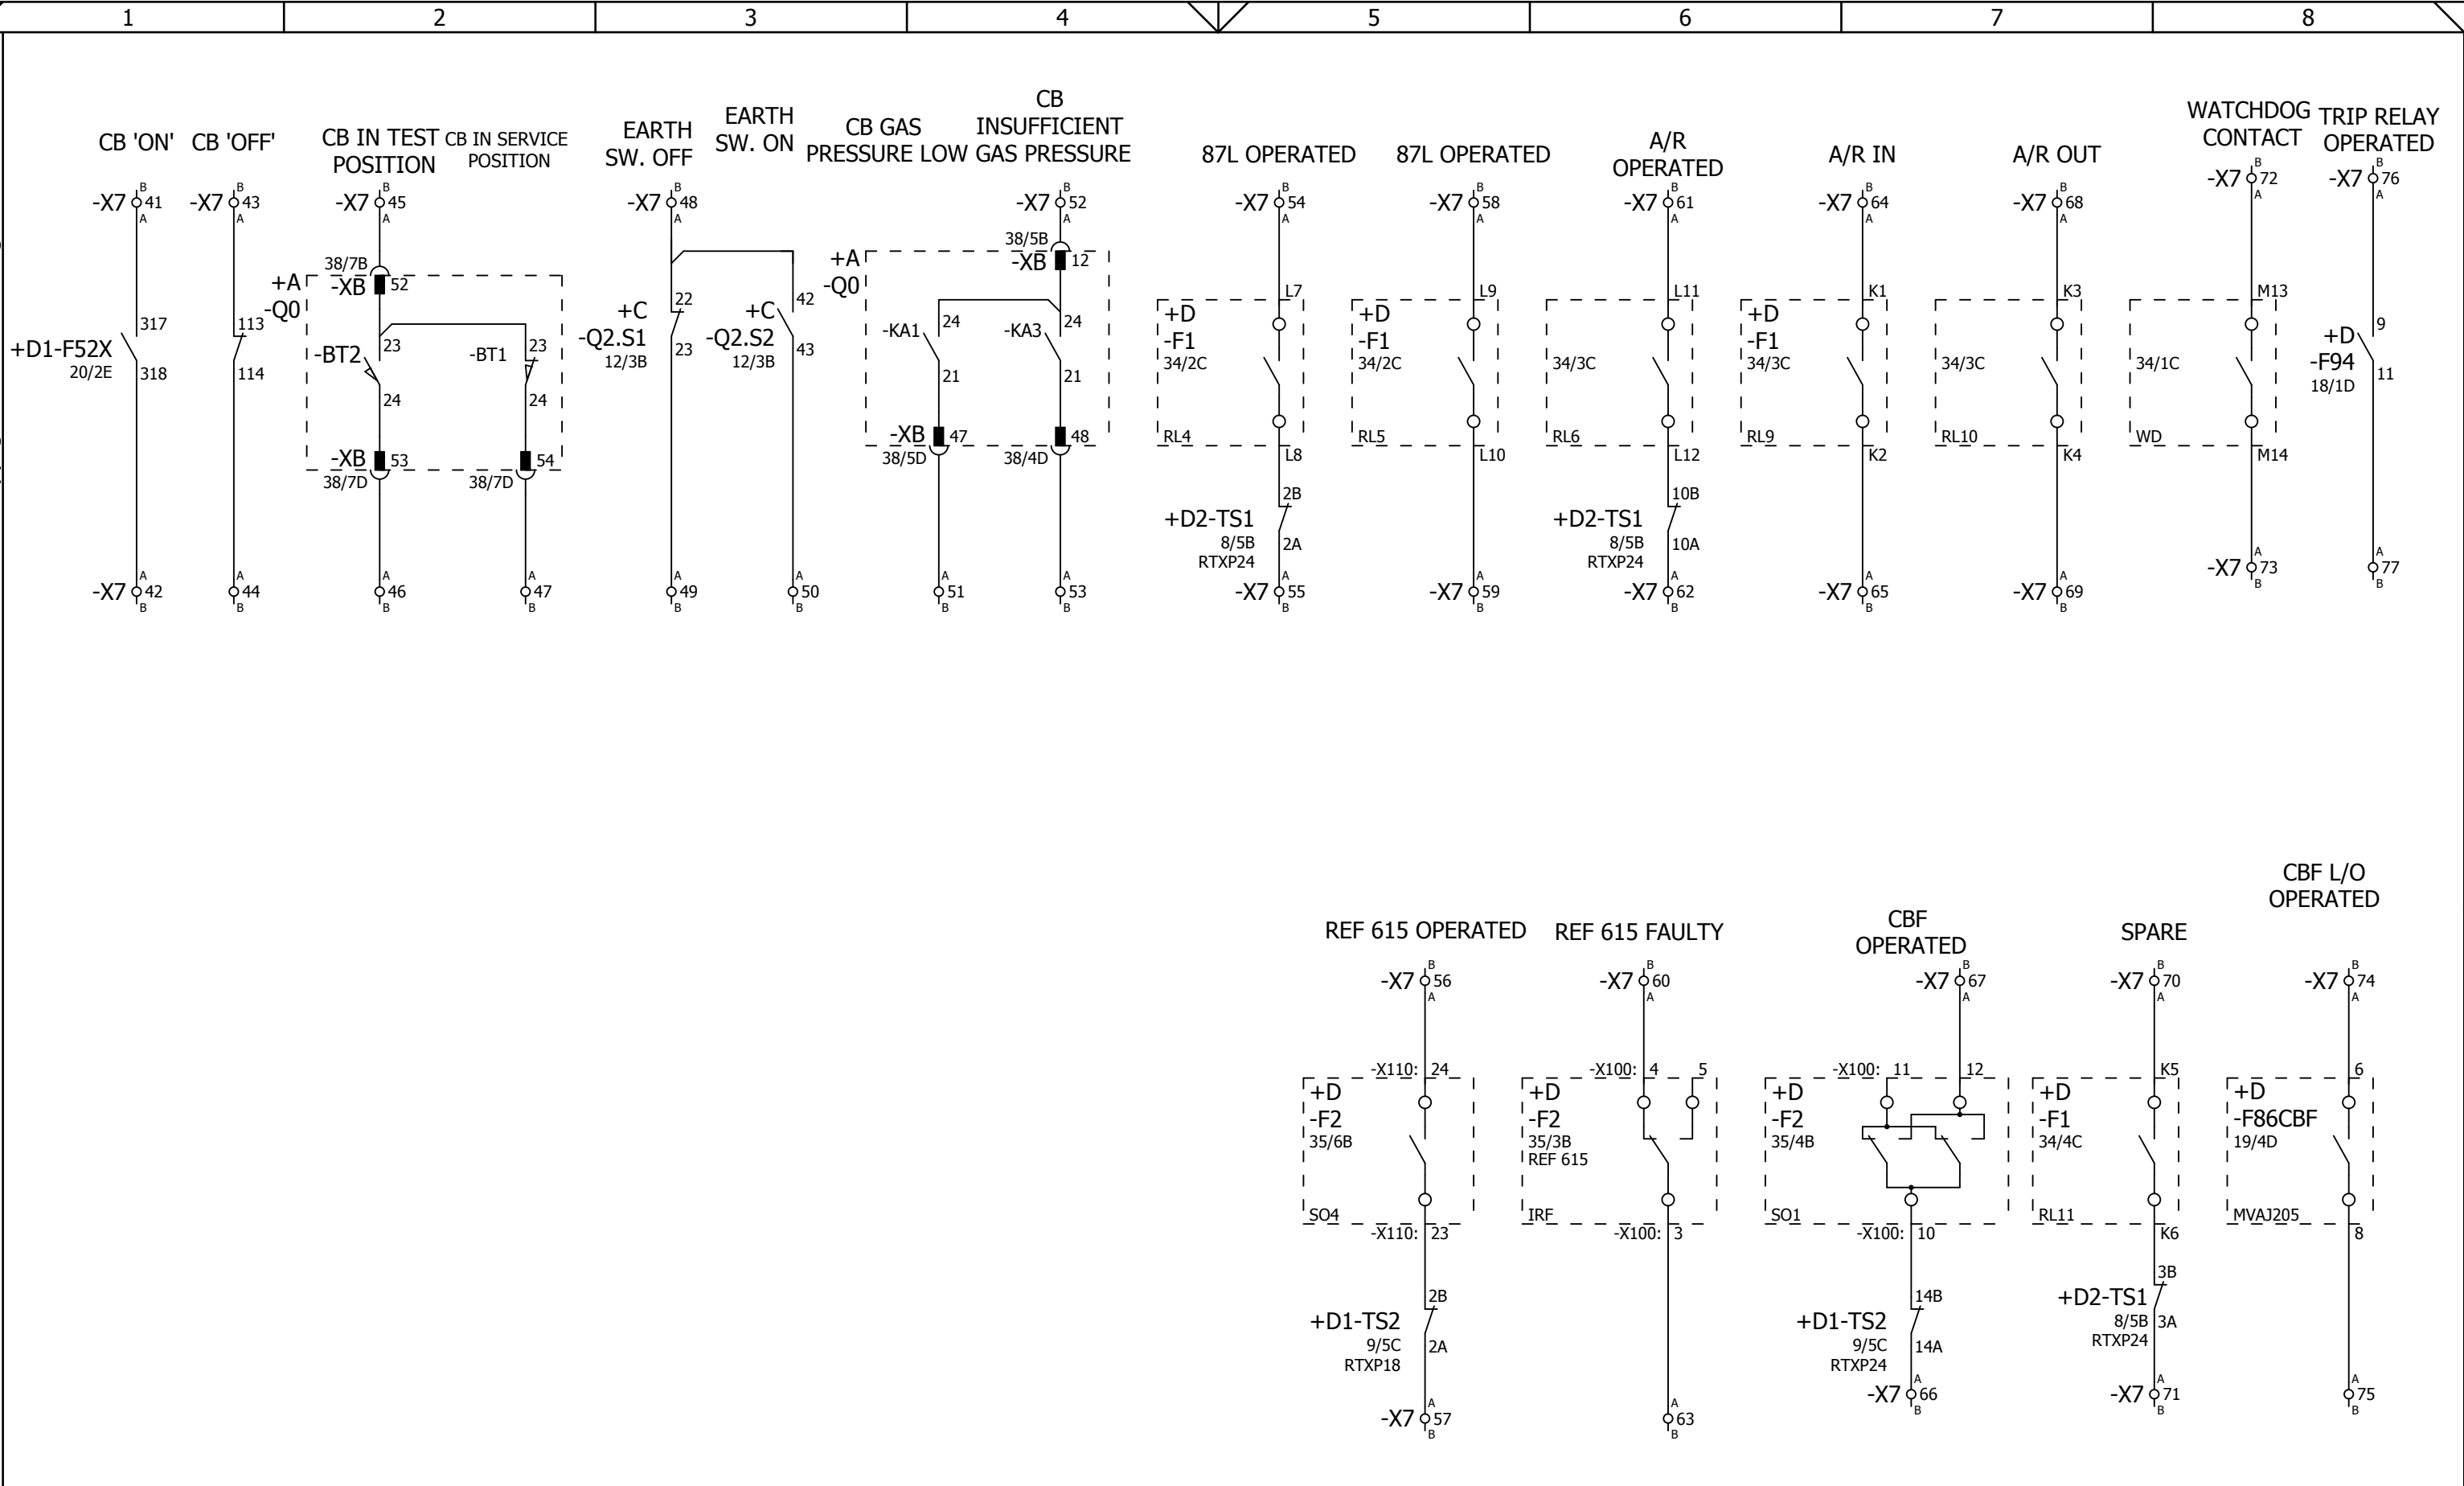 1 2 3 4 5 6 7 8
CB 'ON'
CB 'OFF'
CB IN TEST
POSITION
CB IN SERVICE
POSITION
EARTH
SW. OFF
EARTH
SW. ON
CB GAS
PRESSURE LOW
CB
INSUFFICIENT
GAS PRESSURE
87L OPERATED
87L OPERATED
A/R
OPERATED
A/R IN
A/R OUT
WATCHDOG
CONTACT
TRIP RELAY
OPERATED
B
-X7 41
A
+D1-F52X
20/2E
317
318
A
-X7 42
B
B
-X7 43
A
113
114
A
44
B
B
-X7 45
A
38/7B
+A
-Q0
-XB 52
-BT2
23
24
-XB 53
38/7D
A
46
B
-BT1
23
24
54
38/7D
A
47
B
B
-X7 48
A
+C
-Q2.S1
12/3B
22
23
A
49
B
+C
-Q2.S2
12/3B
42
43
A
50
B
B
-X7 52
A
38/5B
+A
-Q0
-XB 12
-KA1
24
21
-XB 47
38/5D
A
51
B
-KA3
24
21
48
38/4D
A
53
B
B
-X7 54
A
L7
+D
-F1
34/2C
RL4
L8
2B
+D2-TS1
8/5B
RTXP24
2A
A
-X7 55
B
B
-X7 58
A
L9
+D
-F1
34/2C
RL5
L10
A
-X7 59
B
B
-X7 61
A
L11
34/3C
RL6
L12
10B
+D2-TS1
8/5B
RTXP24
10A
A
-X7 62
B
B
-X7 64
A
K1
+D
-F1
34/3C
RL9
K2
A
-X7 65
B
B
-X7 68
A
K3
34/3C
RL10
K4
A
-X7 69
B
B
-X7 72
A
M13
34/1C
WD
M14
A
-X7 73
B
B
-X7 76
A
9
+D
-F94
18/1D
11
A
77
B
REF 615 OPERATED
REF 615 FAULTY
CBF
OPERATED
SPARE
CBF L/O
OPERATED
B
-X7 56
A
-X110: 24
+D
-F2
35/6B
SO4
-X110: 23
2B
+D1-TS2
9/5C
RTXP18
2A
A
-X7 57
B
B
-X7 60
A
-X100: 4 5
+D
-F2
35/3B
REF 615
IRF
-X100: 3
A
63
B
B
-X7 67
A
-X100: 11 12
+D
-F2
35/4B
SO1
-X100: 10
14B
+D1-TS2
9/5C
RTXP24
14A
A
-X7 66
B
B
-X7 70
A
K5
+D
-F1
34/4C
RL11
K6
3B
+D2-TS1
8/5B
RTXP24
3A
A
-X7 71
B
B
-X7 74
A
6
+D
-F86CBF
19/4D
MVAJ205
8
A
75
B